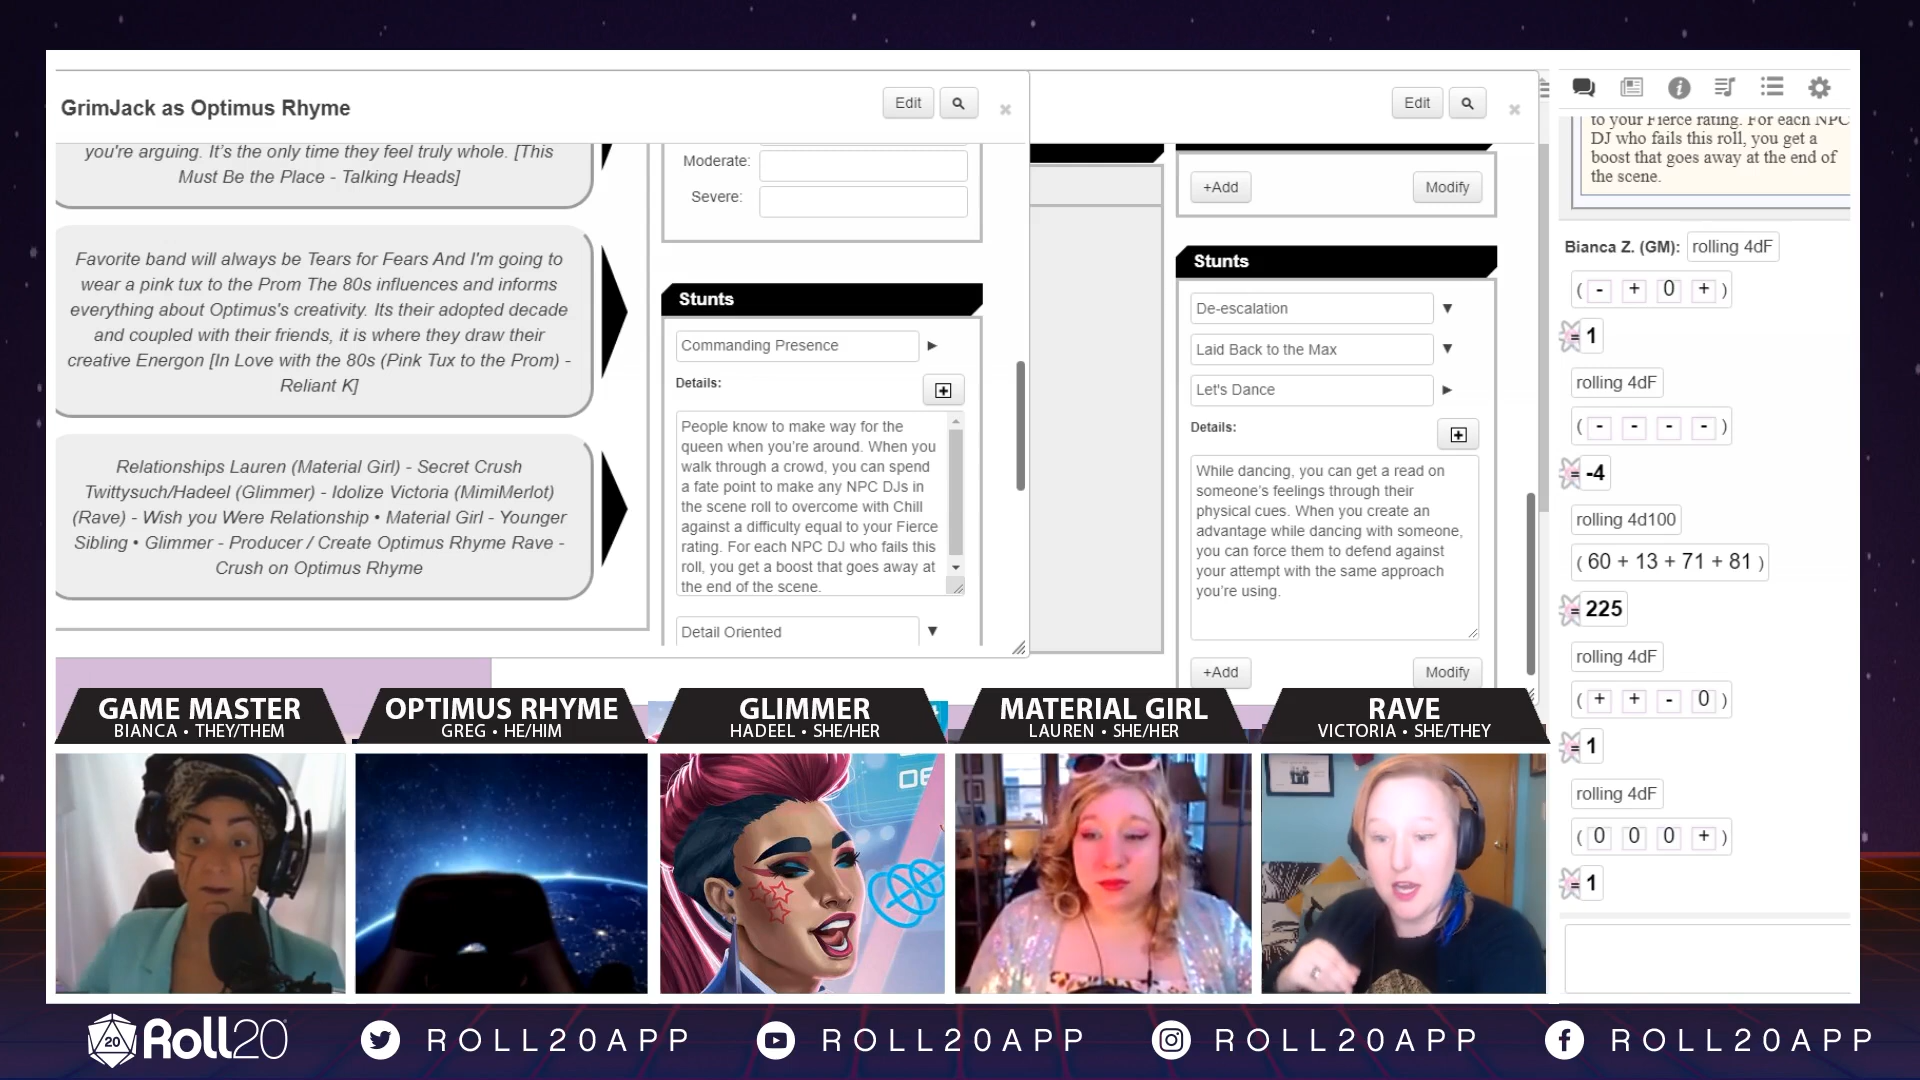 GrimJack as Optimus Rhyme
Edit
you're arguing. It's the only time they feel truly whole. [This
Must Be the Place - Talking Heads]
Favorite band will always be Tears for Fears And I'm going to
wear a pink tux to the Prom The 80s influences and informs
everything about Optimus's creativity. Its their adopted decade
and coupled with their friends, it is where they draw their
creative Energon [In Love with the 80s (Pink Tux to the Prom) -
Reliant K]
Relationships Lauren (Material Girl) - Secret Crush
Twittysuch/Hadeel (Glimmer) - Idolize Victoria (MimiMerlot)
(Rave) - Wish you Were Relationship • Material Girl - Younger
Sibling • Glimmer - Producer / Create Optimus Rhyme Rave -
Crush on Optimus Rhyme
Moderate:
Severe:
Stunts
Commanding Presence
Details:
People know to make way for the
queen when you're around. When you
walk through a crowd, you can spend
a fate point to make any NPC DJs in
the scene roll to overcome with Chill
against a difficulty equal to your Fierce
rating. For each NPC DJ who fails this
roll, you get a boost that goes away at
the end of the scene.
Detail Oriented
Edit
+Add
Modify
Stunts
De-escalation
Laid Back to the Max
Let's Dance
Details:
While dancing, you can get a read on
someone's feelings through their
physical cues. When you create an
advantage while dancing with someone,
you can force them to defend against
your attempt with the same approach
you're using.
+Add
Modify
to your Fierce rating. For each NPC
DJ who fails this roll, you get a
boost that goes away at the end of
the scene.
Bianca Z. (GM): rolling 4dF
( - + 0 + )
= 1
rolling 4dF
( - - - - )
= -4
rolling 4d100
( 60 + 13 + 71 + 81 )
= 225
rolling 4dF
( + + - 0 )
= 1
rolling 4dF
( 0 0 0 + )
= 1
GAME MASTER
BIANCA • THEY/THEM
OPTIMUS RHYME
GREG • HE/HIM
GLIMMER
HADEEL • SHE/HER
MATERIAL GIRL
LAUREN • SHE/HER
RAVE
VICTORIA • SHE/THEY
20 Roll20
ROLL20APP
ROLL20APP
ROLL20APP
ROLL20APP